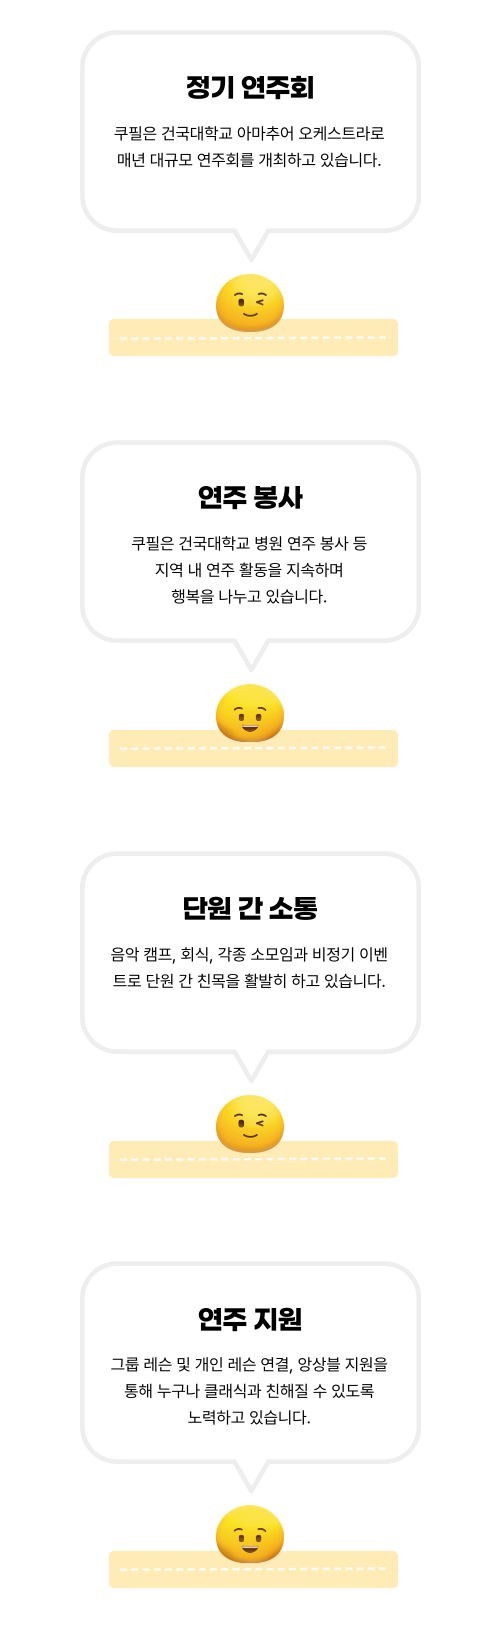 정기 연주회
쿠필은 건국대학교 아마추어 오케스트라로
매년 대규모 연주회를 개최하고 있습니다.
연주 봉사
쿠필은 건국대학교 병원 연주 봉사 등
지역 내 연주 활동을 지속하며
행복을 나누고 있습니다.
단원 간 소통
음악 캠프, 회식, 각종 소모임과 비정기 이벤
트로 단원 간 친목을 활발히 하고 있습니다.
연주 지원
그룹 레슨 및 개인 레슨 연결, 앙상블 지원을
통해 누구나 클래식과 친해질 수 있도록
노력하고 있습니다.